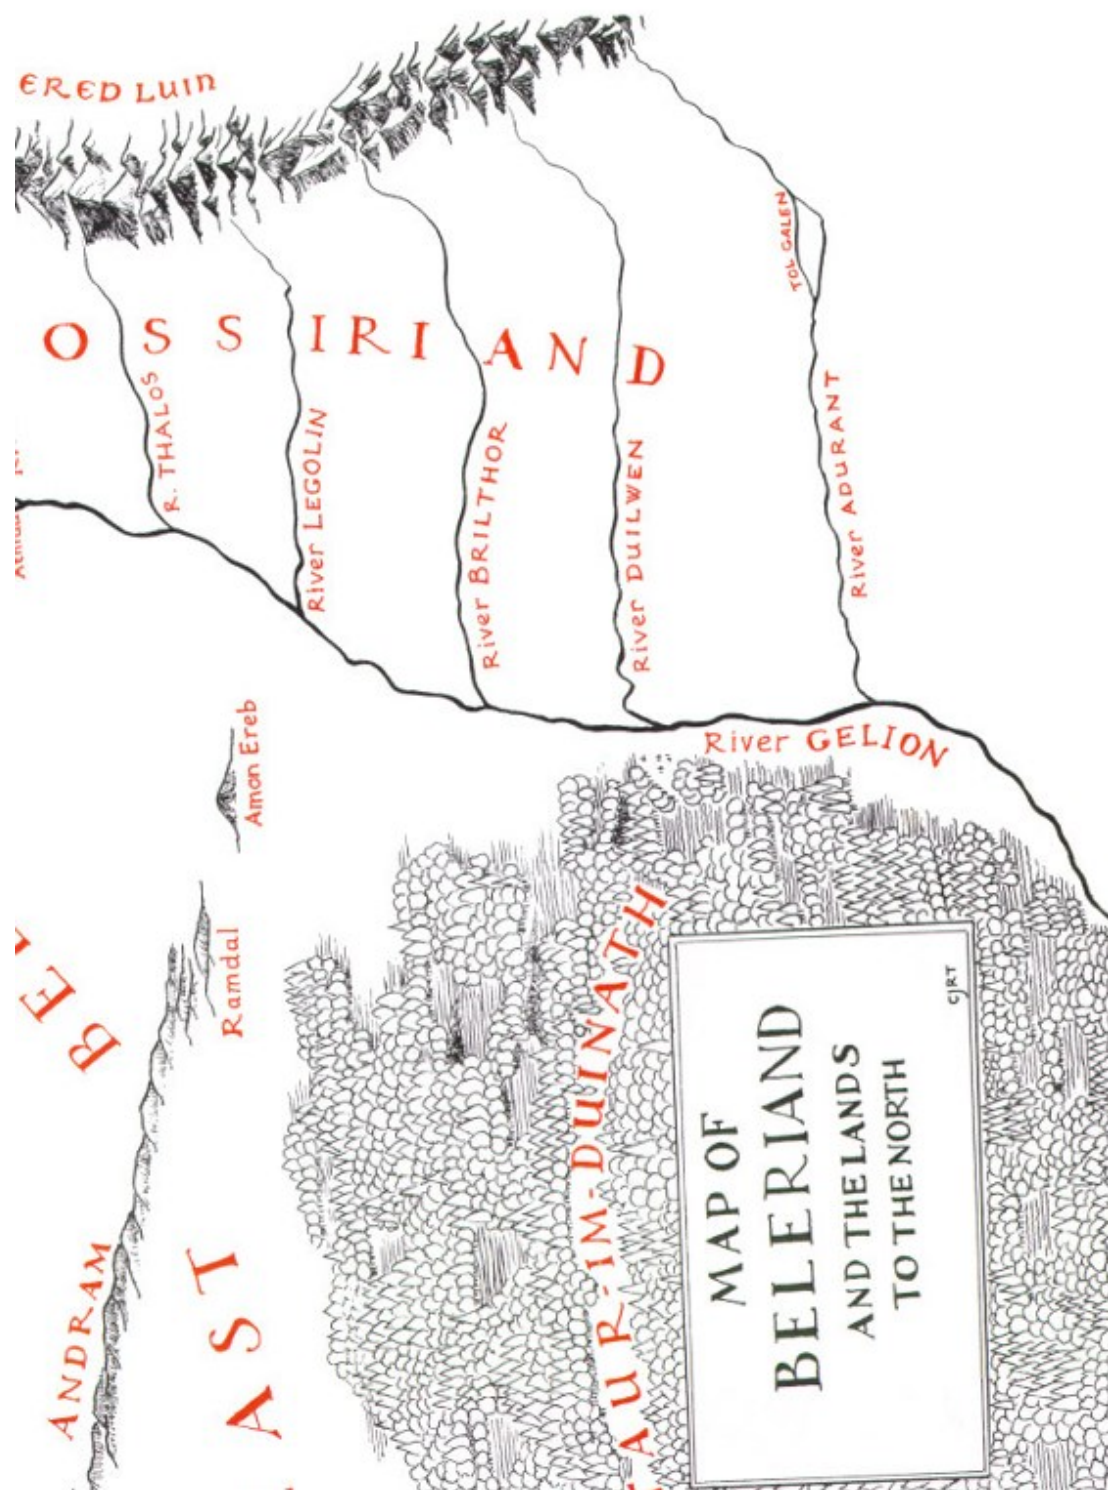 ERED LUIN
OSSIRIAND
R. THALOS
River LEGOLIN
River BRILTHOR
River DUILWEN
River ADURANT
TOL GALEN
River GELION
Amon Ereb
Ramdal
ANDRAM
EAST
AUR-IM-DUINATH
MAP OF
BELERIAND
AND THE LANDS
TO THE NORTH
CJRT